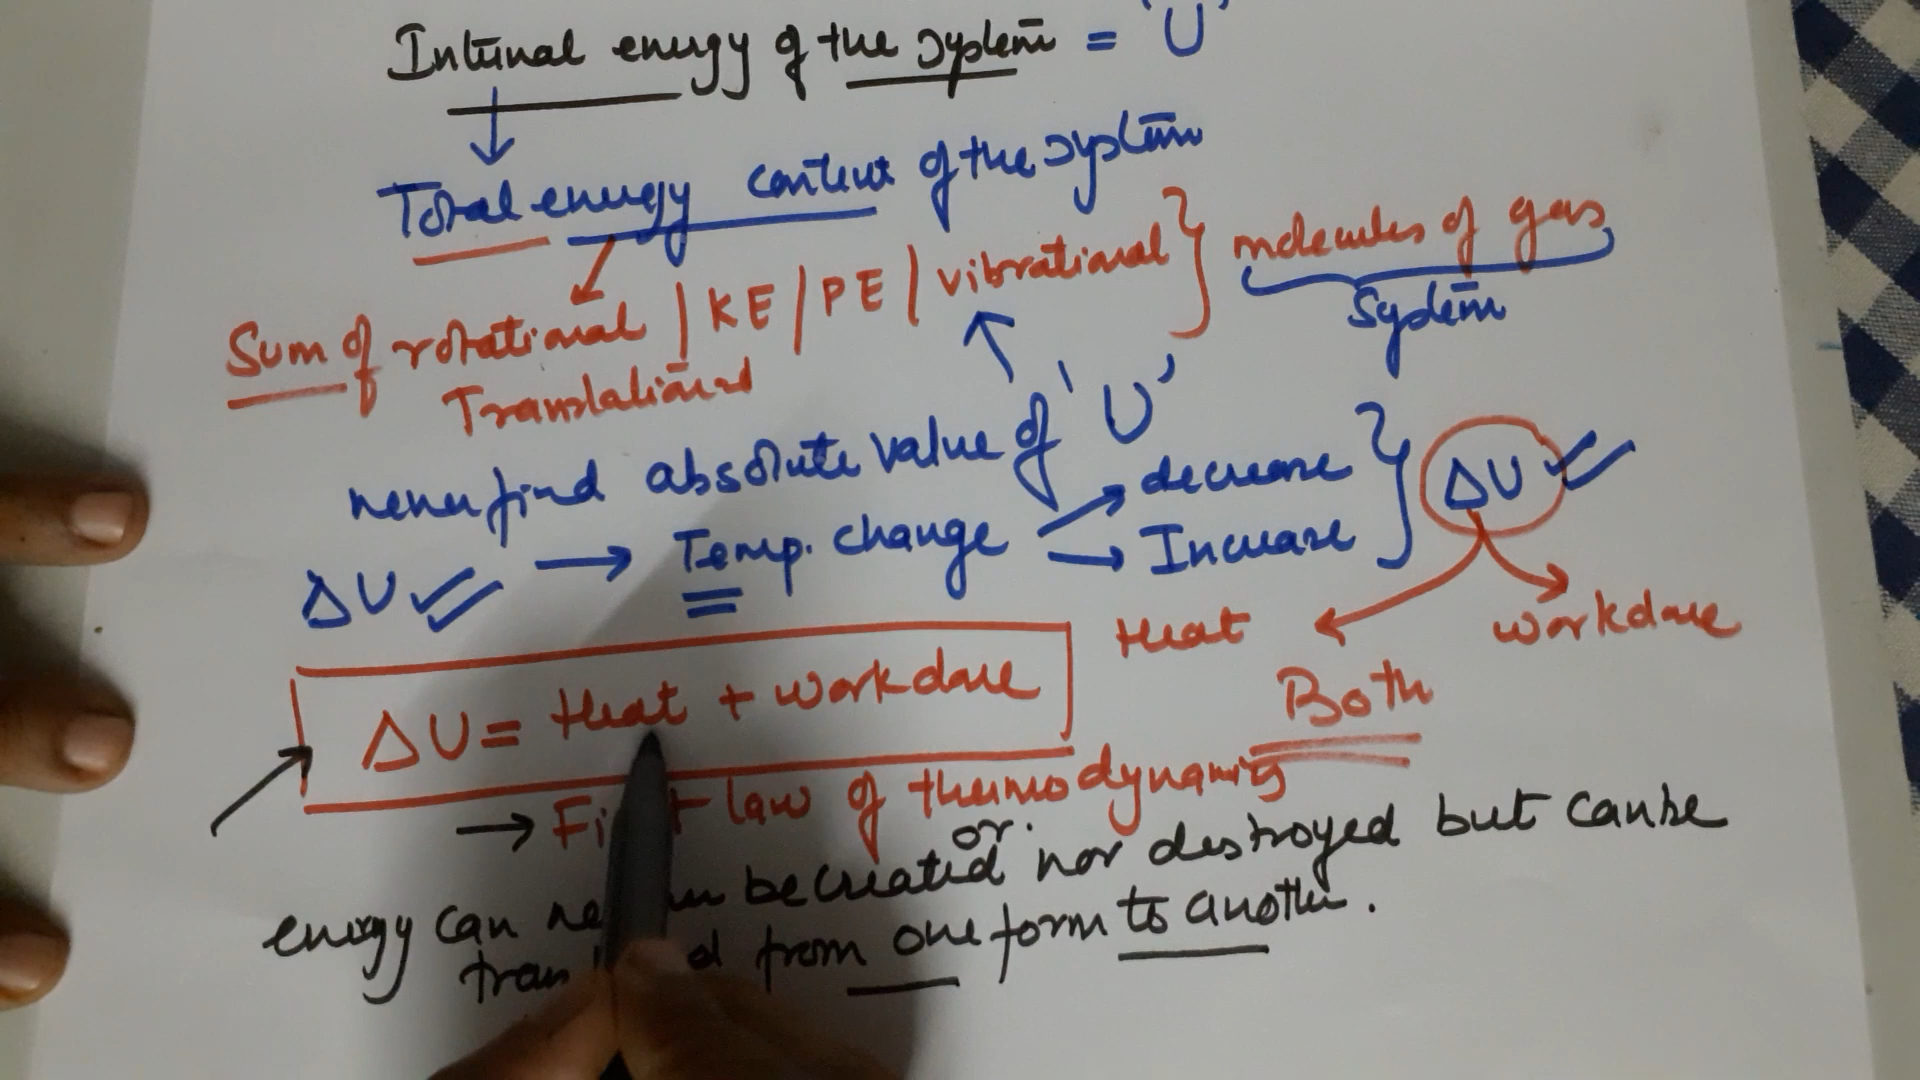 Internal energy of the system = 'U'
Total energy content of the system
Sum of rotational / KE / PE / vibrational } molecules of gas
Translational
System
never find absolute value of 'U'
ΔU → Temp. change → decrease
→ Increase } ΔU
Heat workdone
Both
ΔU = Heat + workdone
→ First law of thermodynamics
or
energy can be created nor destroyed but can be
from one form to another.